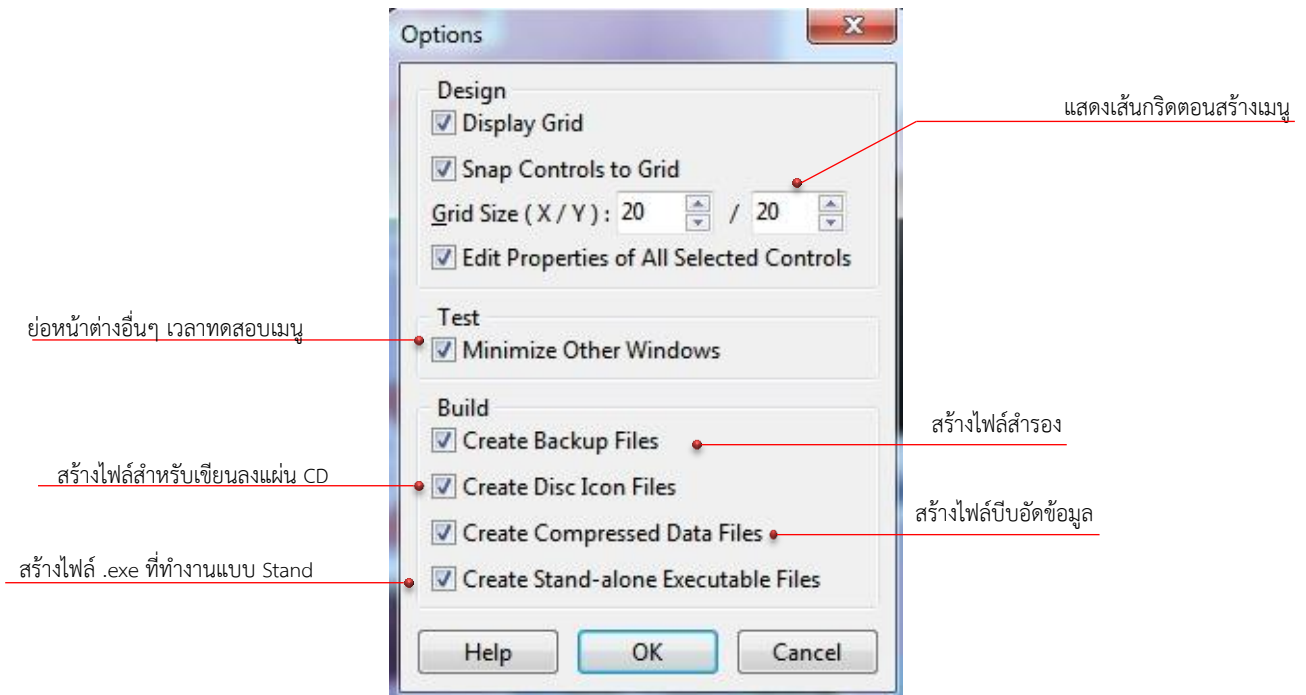 Options
Design
Display Grid
แสดงเส้นกริดตอนสร้างเมนู
Snap Controls to Grid
Grid Size ( X / Y ) : 20 / 20
Edit Properties of All Selected Controls
ย่อหน้าต่างอื่นๆ เวลาทดสอบเมนู
Test
Minimize Other Windows
Build
สร้างไฟล์สำรอง
Create Backup Files
สร้างไฟล์สำหรับเขียนลงแผ่น CD
Create Disc Icon Files
สร้างไฟล์บีบอัดข้อมูล
Create Compressed Data Files
สร้างไฟล์ .exe ที่ทำงานแบบ Stand
Create Stand-alone Executable Files
Help OK Cancel